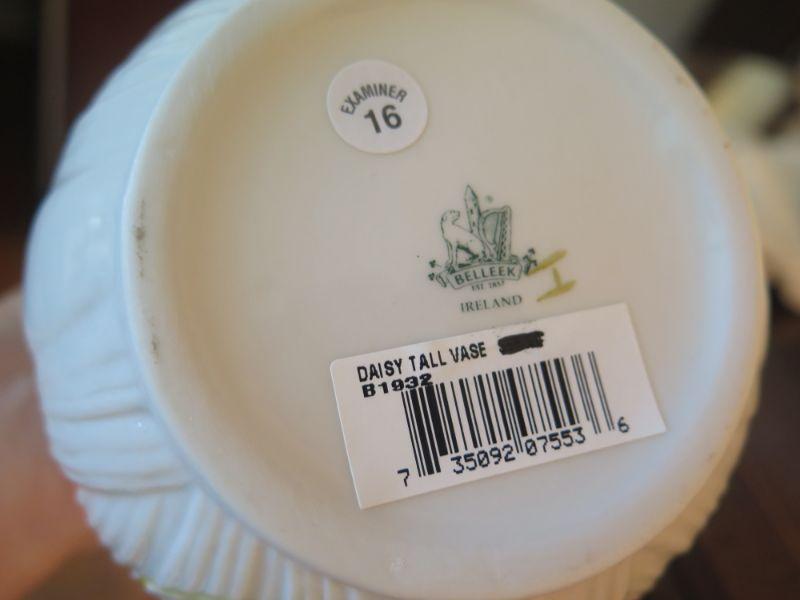 EXAMINER
16
BELLEEK
EST. 1857
IRELAND
DAISY TALL VASE
B1932
7 35092 07553 6